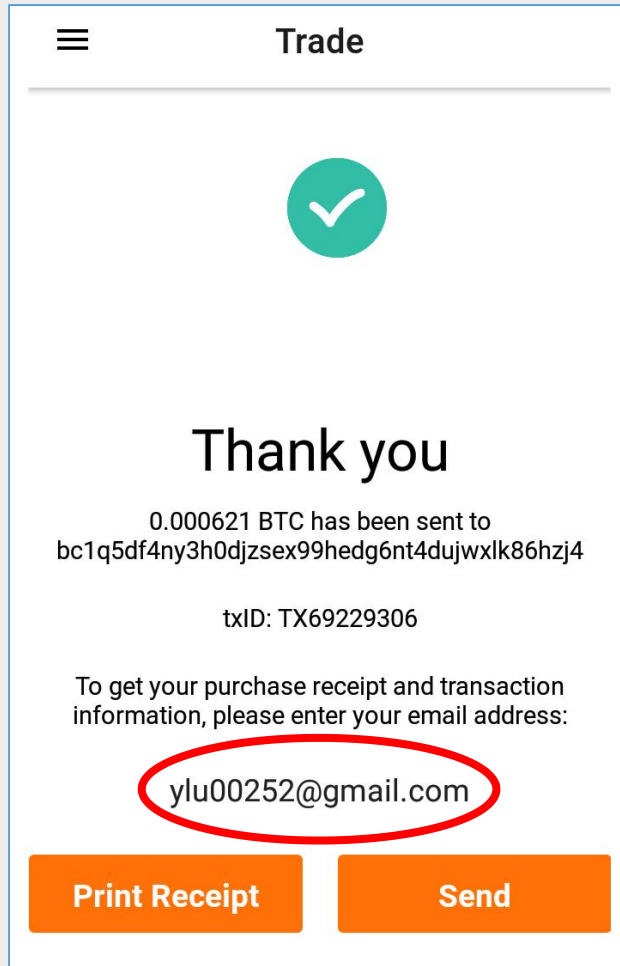 Trade
Thank you
0.000621 BTC has been sent to
bc1q5df4ny3h0djzsex99hedg6nt4dujwxlk86hzj4
txID: TX69229306
To get your purchase receipt and transaction
information, please enter your email address:
ylu00252@gmail.com
Print Receipt
Send